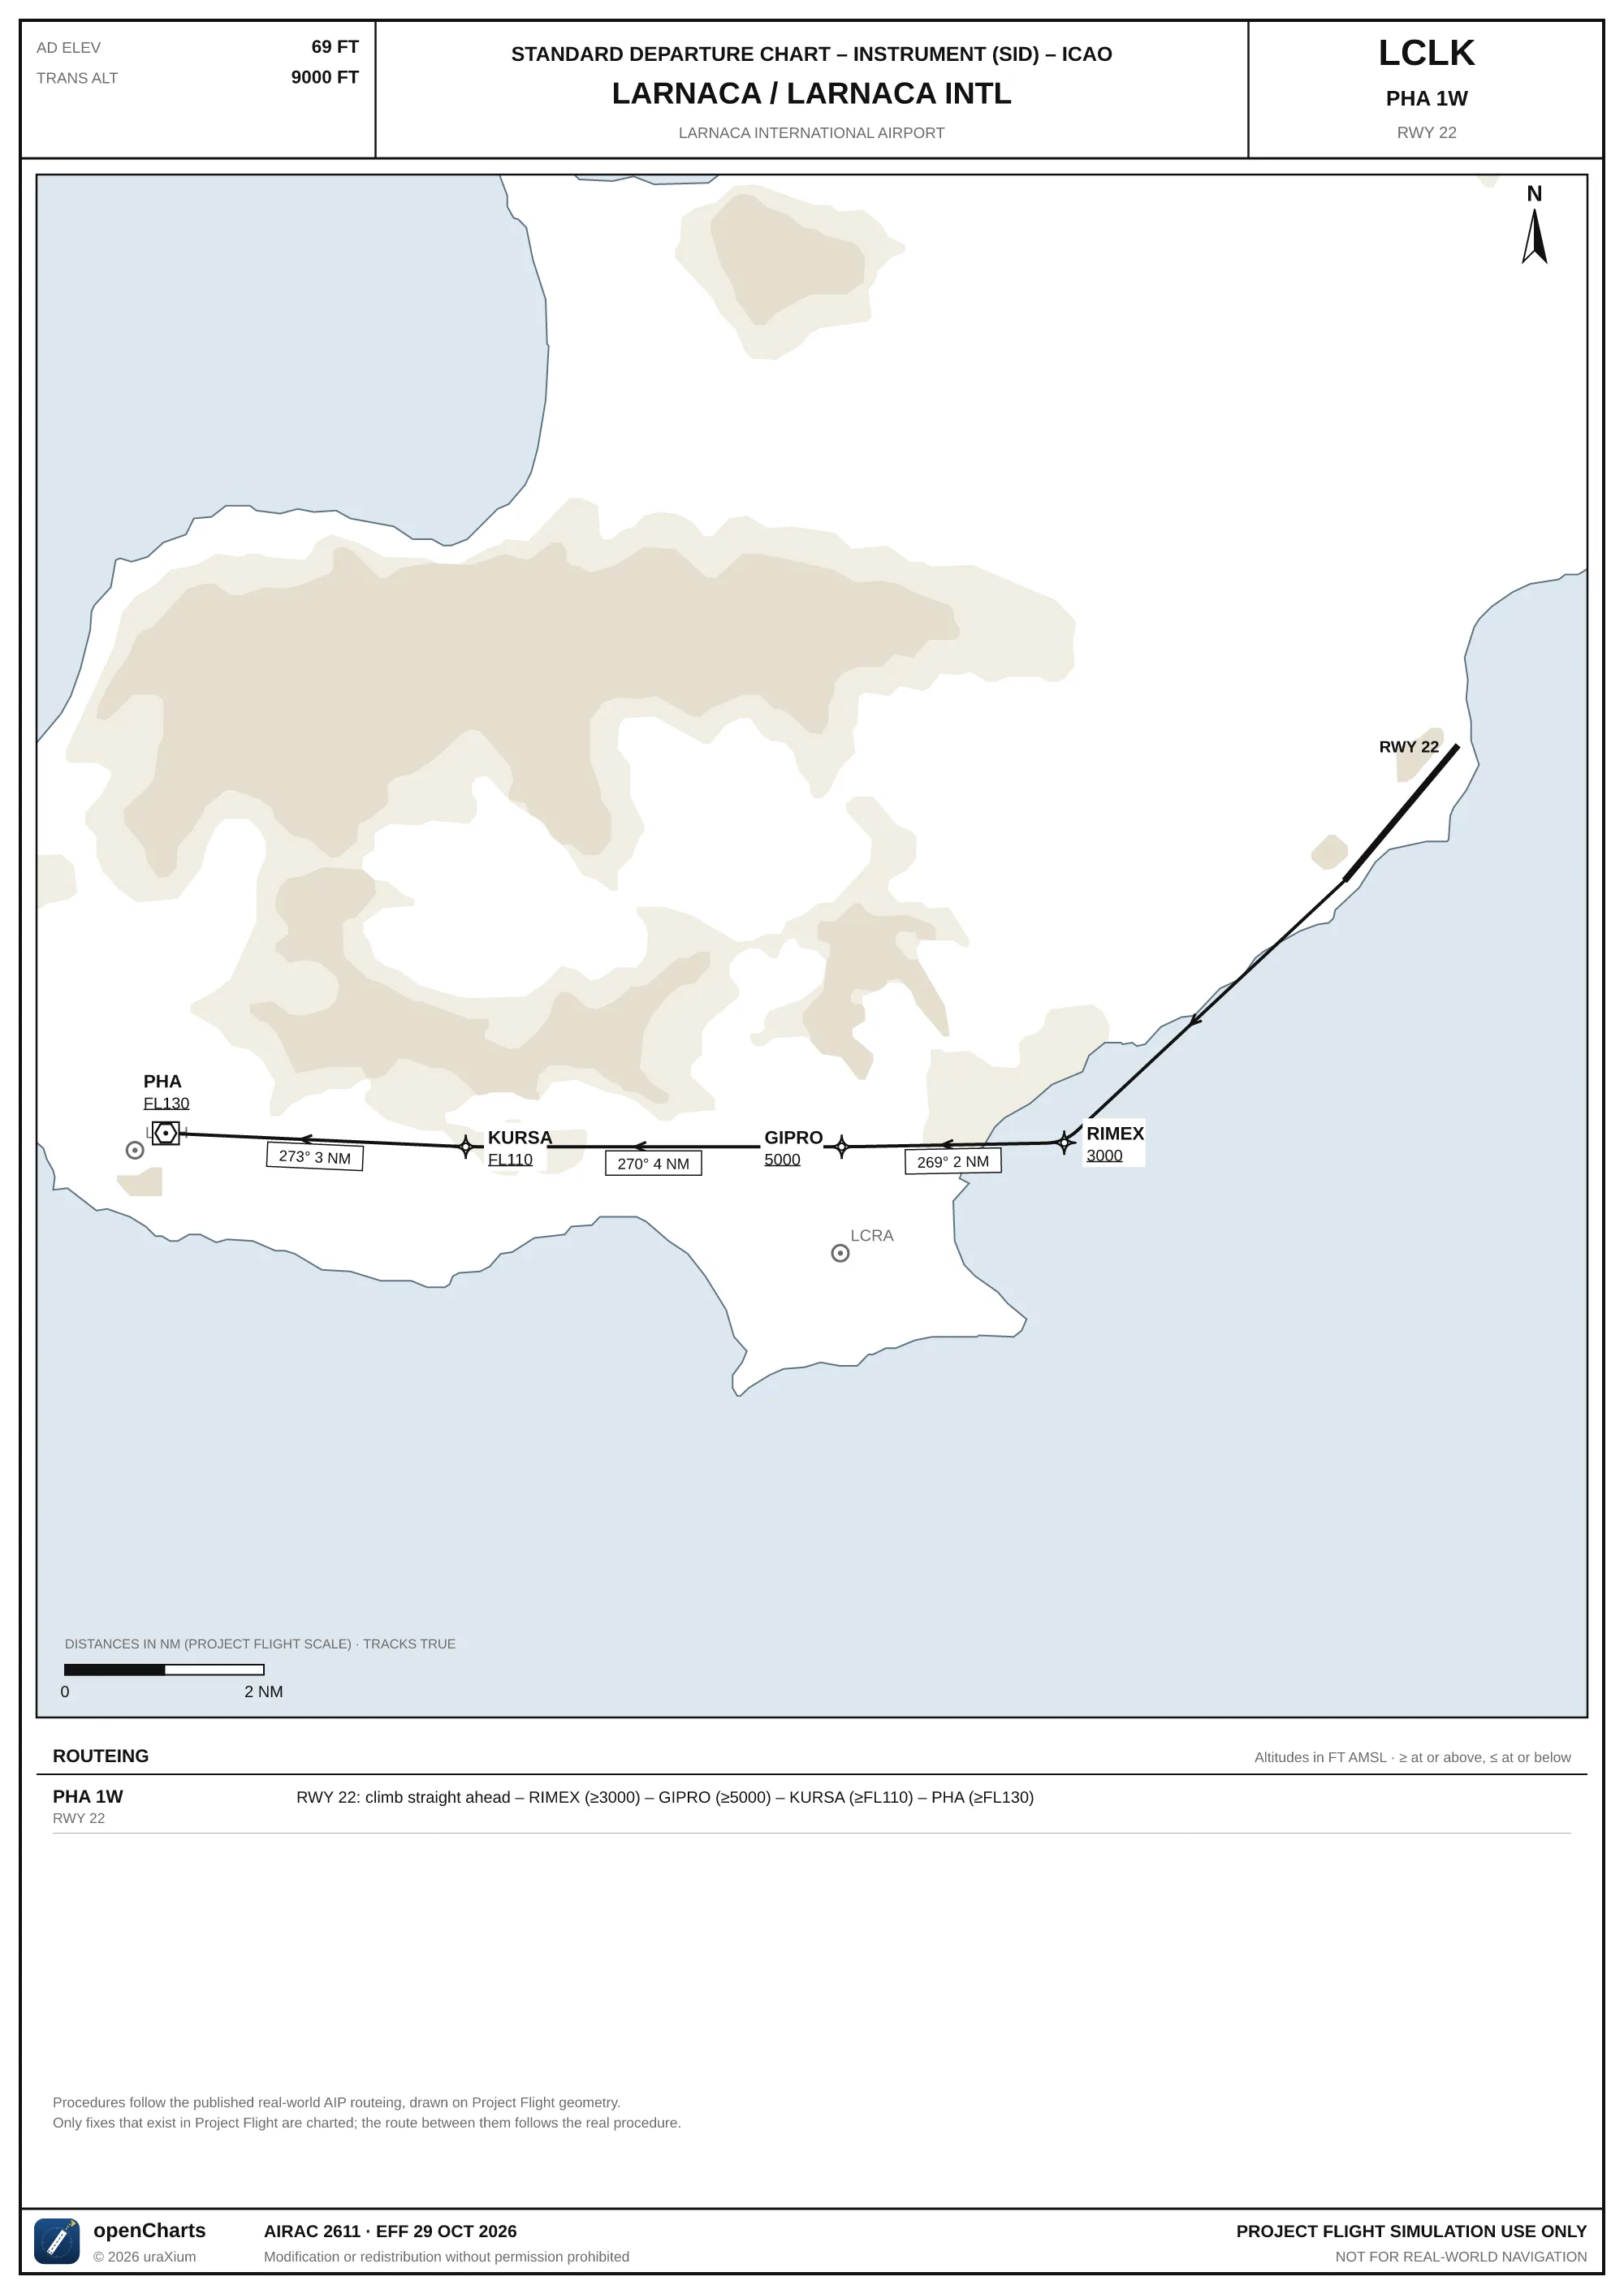 AD ELEV 69 FT
TRANS ALT 9000 FT
STANDARD DEPARTURE CHART – INSTRUMENT (SID) – ICAO
LARNACA / LARNACA INTL
LARNACA INTERNATIONAL AIRPORT
LCLK
PHA 1W
RWY 22
N
RWY 22
PHA
FL130
KURSA
FL110
GIPRO
5000
RIMEX
3000
273° 3 NM
270° 4 NM
269° 2 NM
LCRA
DISTANCES IN NM (PROJECT FLIGHT SCALE) · TRACKS TRUE
0 2 NM
ROUTEING
Altitudes in FT AMSL · ≥ at or above, ≤ at or below
PHA 1W
RWY 22: climb straight ahead – RIMEX (≥3000) – GIPRO (≥5000) – KURSA (≥FL110) – PHA (≥FL130)
RWY 22
Procedures follow the published real-world AIP routeing, drawn on Project Flight geometry.
Only fixes that exist in Project Flight are charted; the route between them follows the real procedure.
openCharts
© 2026 uraXium
AIRAC 2611 · EFF 29 OCT 2026
Modification or redistribution without permission prohibited
PROJECT FLIGHT SIMULATION USE ONLY
NOT FOR REAL-WORLD NAVIGATION